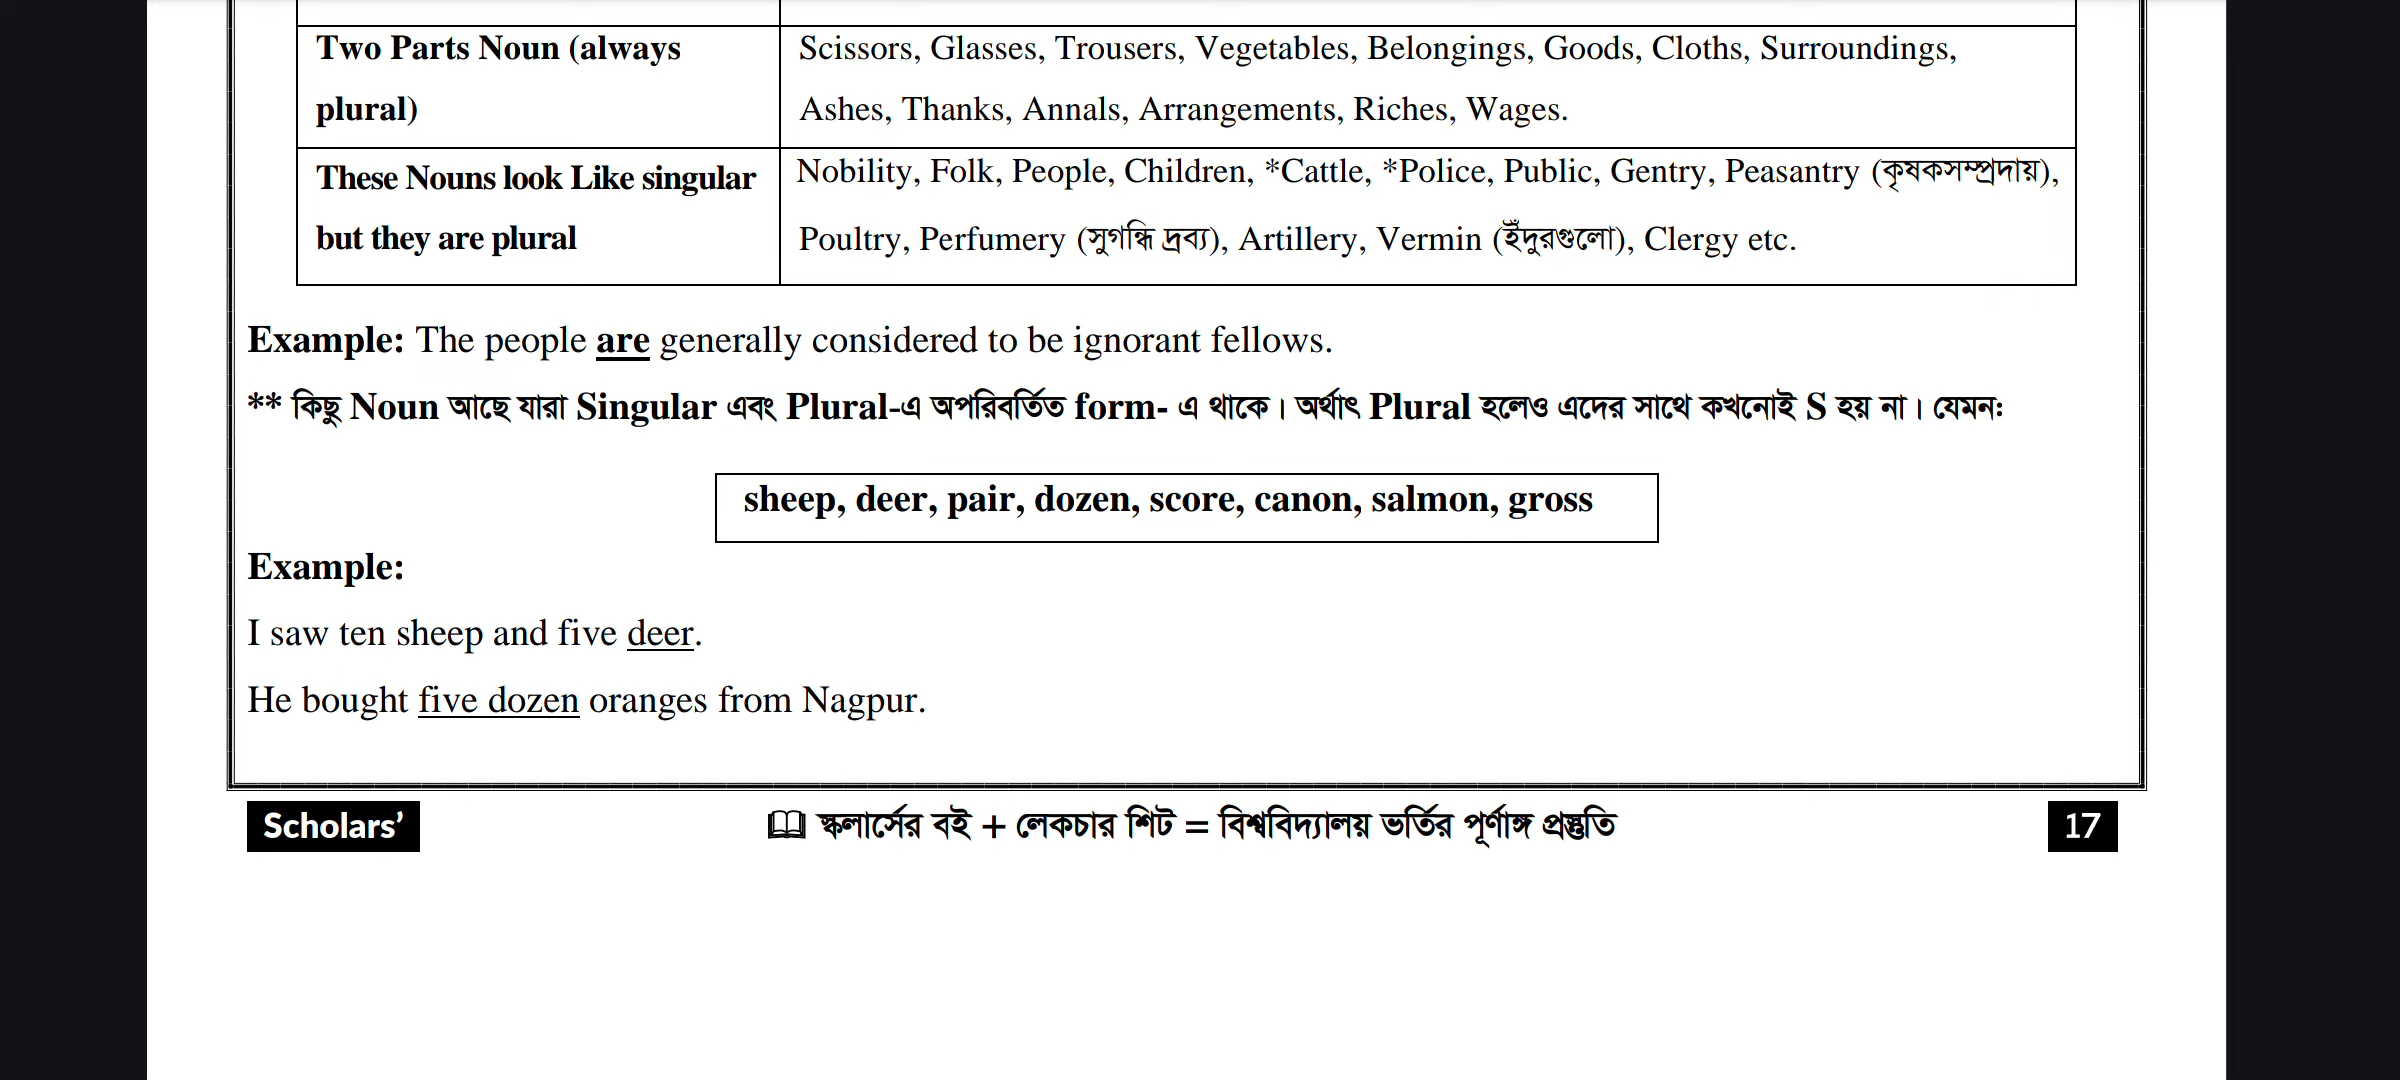 Two Parts Noun (always
plural)
Scissors, Glasses, Trousers, Vegetables, Belongings, Goods, Cloths, Surroundings,
Ashes, Thanks, Annals, Arrangements, Riches, Wages.
These Nouns look Like singular
but they are plural
Nobility, Folk, People, Children, *Cattle, *Police, Public, Gentry, Peasantry (কৃষকসম্প্রদায়),
Poultry, Perfumery (সুগন্ধি দ্রব্য), Artillery, Vermin (ইঁদুরগুলো), Clergy etc.
Example: The people are generally considered to be ignorant fellows.
** কিছু Noun আছে যারা Singular এবং Plural-এ অপরিবর্তিত form- এ থাকে। অর্থাৎ Plural হলেও এদের সাথে কখনোই S হয় না। যেমন:
sheep, deer, pair, dozen, score, canon, salmon, gross
Example:
I saw ten sheep and five deer.
He bought five dozen oranges from Nagpur.
Scholars’
স্কলার্সের বই + লেকচার শিট = বিশ্ববিদ্যালয় ভর্তির পূর্ণাঙ্গ প্রস্তুতি
17